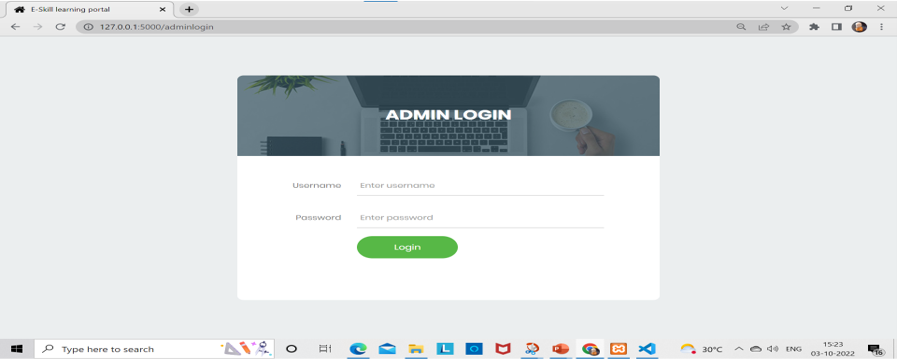 E-Skill learning portal
127.0.0.1:5000/adminlogin
ADMIN LOGIN
Username Enter username
Password Enter password
Login
Type here to search
30°C
ENG
15:23
03-10-2022
16